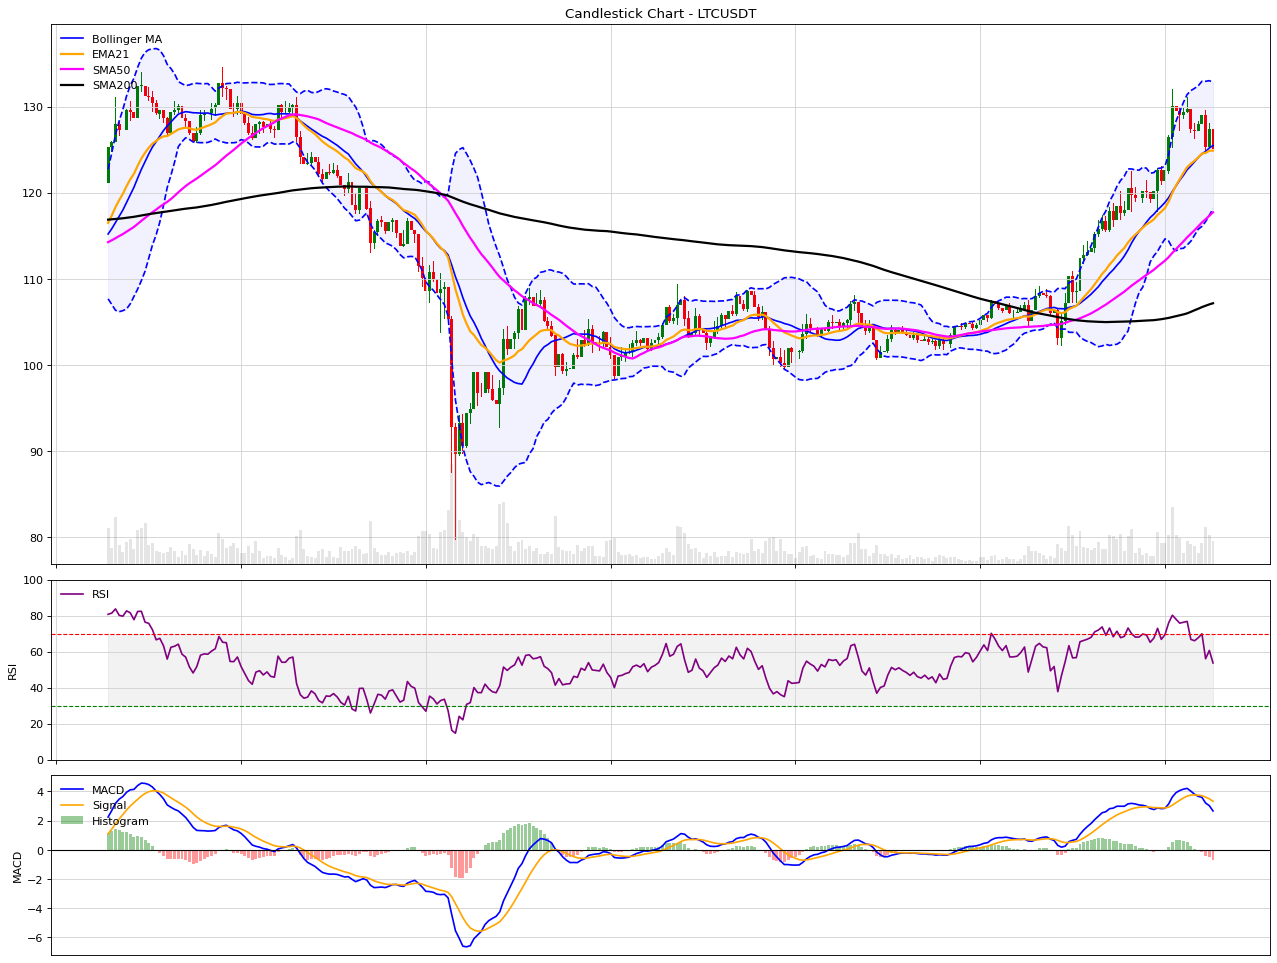 Candlestick Chart - LTCUSDT
Bollinger MA
EMA21
SMA50
SMA200
130
120
110
100
90
80
RSI
100
80
60
40
20
0
RSI
MACD
Signal
Histogram
4
2
0
−2
−4
−6
MACD